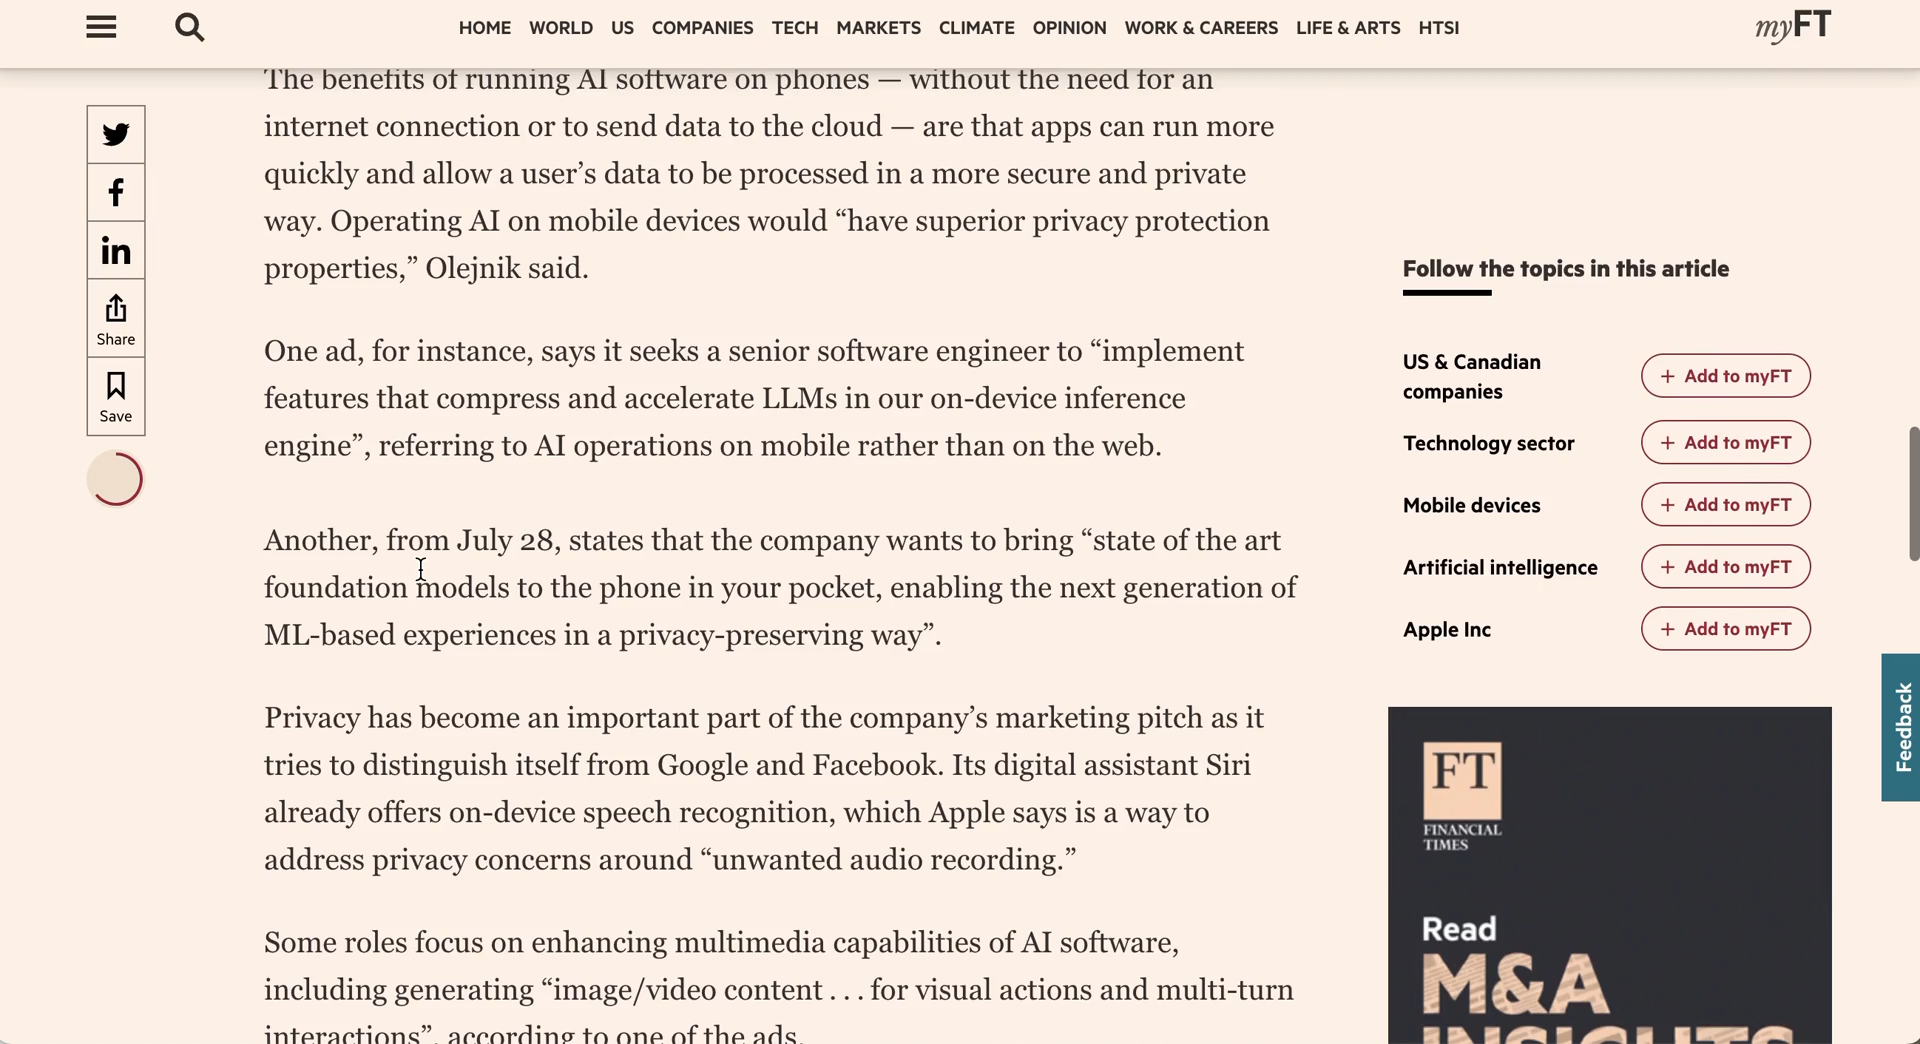 HOME WORLD US COMPANIES TECH MARKETS CLIMATE OPINION WORK & CAREERS LIFE & ARTS HTSI
myFT
The benefits of running AI software on phones — without the need for an
internet connection or to send data to the cloud — are that apps can run more
quickly and allow a user’s data to be processed in a more secure and private
way. Operating AI on mobile devices would “have superior privacy protection
properties,” Olejnik said.
One ad, for instance, says it seeks a senior software engineer to “implement
features that compress and accelerate LLMs in our on-device inference
engine”, referring to AI operations on mobile rather than on the web.
Another, from July 28, states that the company wants to bring “state of the art
foundation models to the phone in your pocket, enabling the next generation of
ML-based experiences in a privacy-preserving way”.
Privacy has become an important part of the company’s marketing pitch as it
tries to distinguish itself from Google and Facebook. Its digital assistant Siri
already offers on-device speech recognition, which Apple says is a way to
address privacy concerns around “unwanted audio recording.”
Some roles focus on enhancing multimedia capabilities of AI software,
including generating “image/video content . . . for visual actions and multi-turn
interactions”, according to one of the ads.
Share
Save
Follow the topics in this article
US & Canadian
companies
+ Add to myFT
Technology sector
+ Add to myFT
Mobile devices
+ Add to myFT
Artificial intelligence
+ Add to myFT
Apple Inc
+ Add to myFT
Feedback
FT
FINANCIAL
TIMES
Read
M&A
INSIGHTS